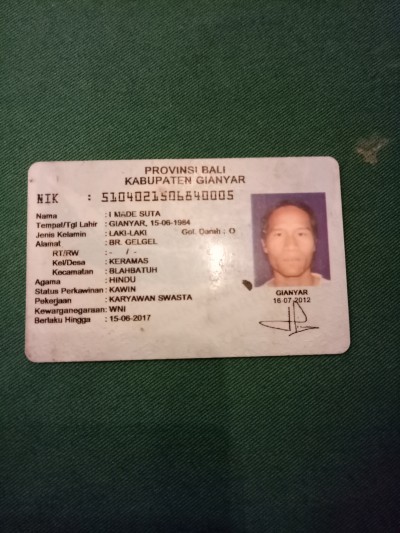 PROVINSI BALI
KABUPATEN GIANYAR
NIK : 5104021506840005
Nama : I MADE SUTA
Tempat/Tgl Lahir : GIANYAR, 15-06-1984
Jenis Kelamin : LAKI-LAKI Gol. Darah : O
Alamat : BR. GELGEL
RT/RW : - / -
Kel/Desa : KERAMAS
Kecamatan : BLAHBATUH
Agama : HINDU
Status Perkawinan : KAWIN
Pekerjaan : KARYAWAN SWASTA
Kewarganegaraan : WNI
Berlaku Hingga : 15-06-2017
GIANYAR
16 07 2012